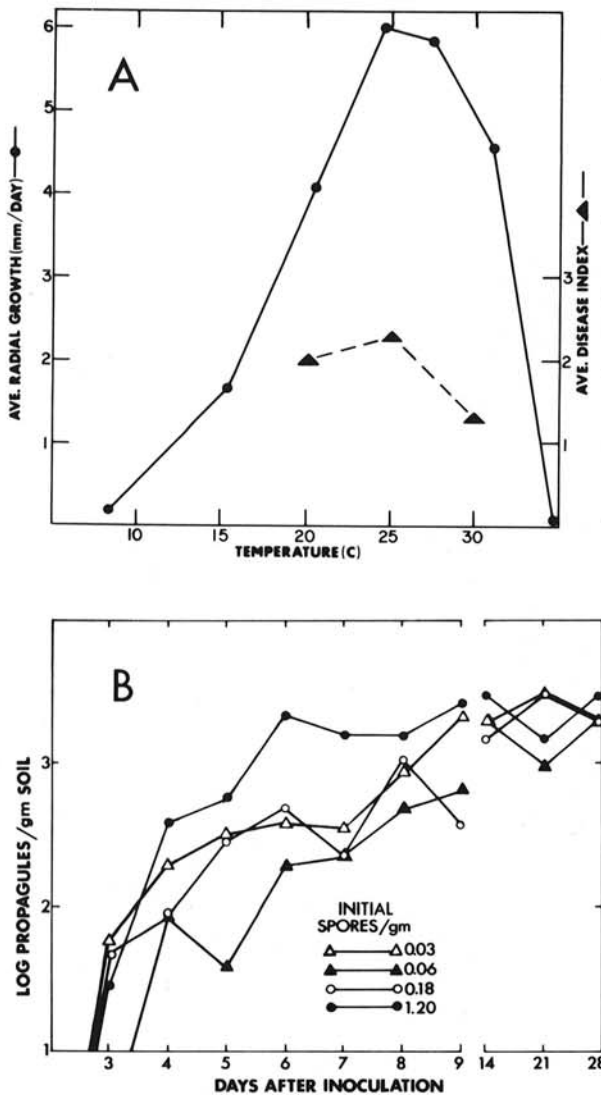 A
AVE. RADIAL GROWTH (mm/DAY)
6
5
4
3
2
1
AVE. DISEASE INDEX
3
2
1
10 15 20 25 30
TEMPERATURE (C)
B
LOG PROPAGULES/gm SOIL
3
2
1
INITIAL
SPORES/gm
0.03
0.06
0.18
1.20
3 4 5 6 7 8 9 14 21 28
DAYS AFTER INOCULATION